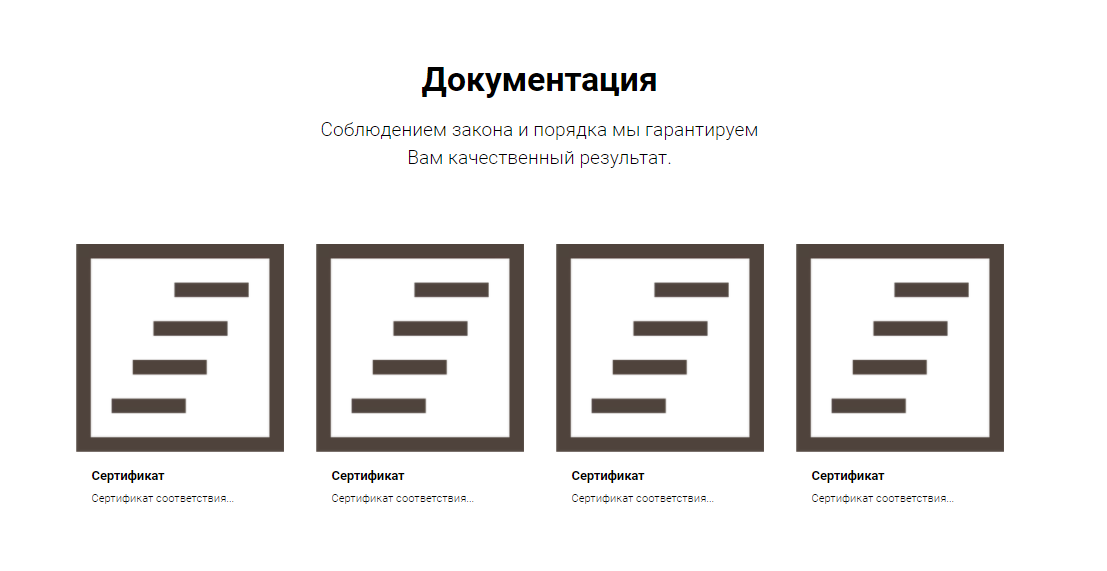 Документация
Соблюдением закона и порядка мы гарантируем
Вам качественный результат.
Сертификат
Сертификат соответствия...
Сертификат
Сертификат соответствия...
Сертификат
Сертификат соответствия...
Сертификат
Сертификат соответствия...